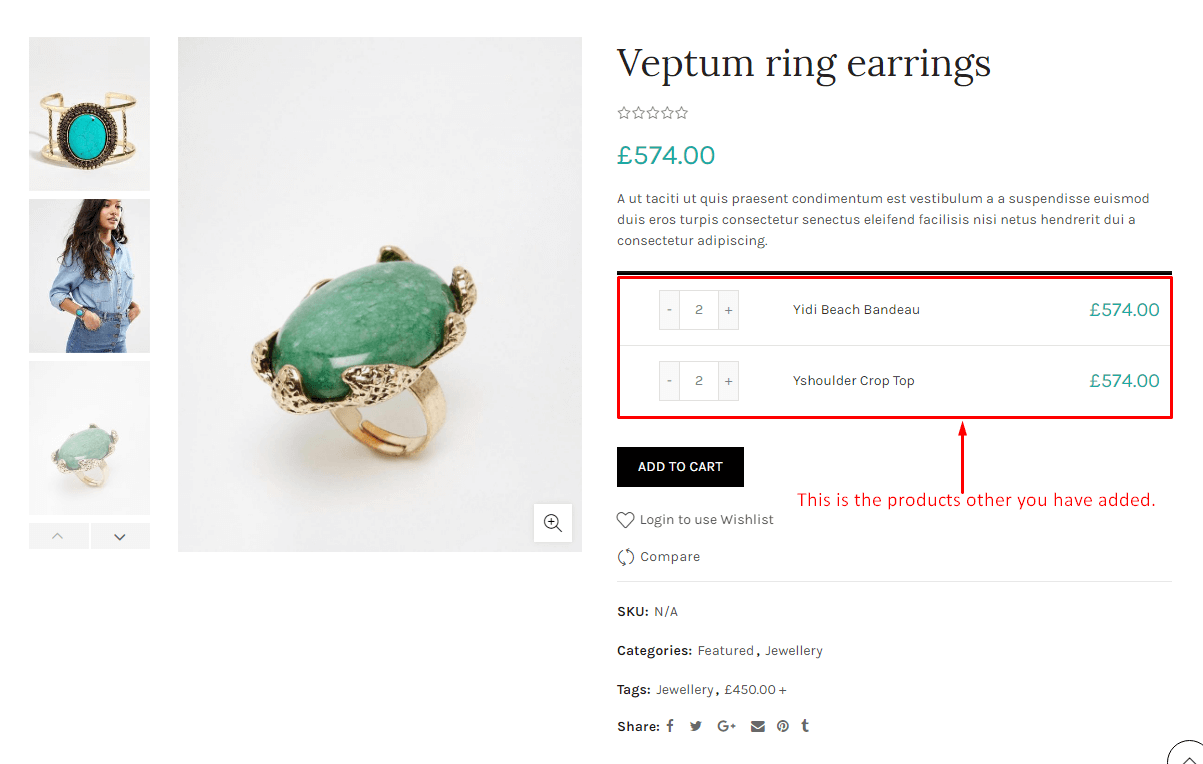 Veptum ring earrings
£574.00
A ut taciti ut quis praesent condimentum est vestibulum a a suspendisse euismod
duis eros turpis consectetur senectus eleifend facilisis nisi netus hendrerit dui a
consectetur adipiscing.
- 2 + Yidi Beach Bandeau £574.00
- 2 + Yshoulder Crop Top £574.00
ADD TO CART
This is the products other you have added.
Login to use Wishlist
Compare
SKU: N/A
Categories: Featured, Jewellery
Tags: Jewellery, £450.00 +
Share: